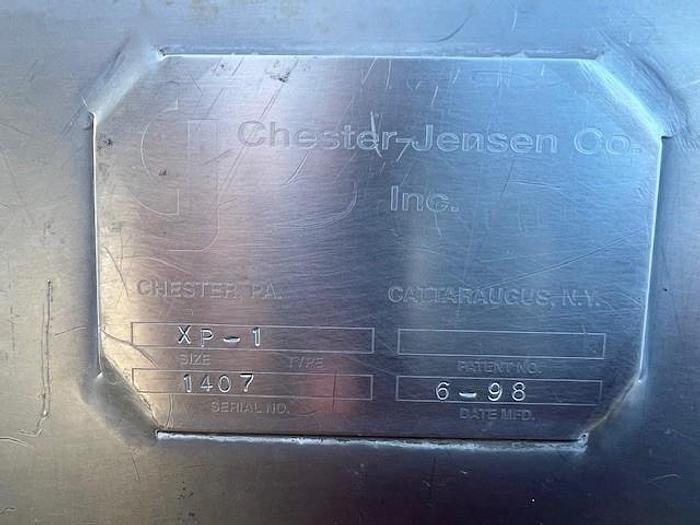 Chester-Jensen Co.
Inc.
CHESTER, PA. CATTARAUGUS, N.Y.
XP-1
SIZE TYPE PATENT NO.
1407 6-98
SERIAL NO. DATE MFD.